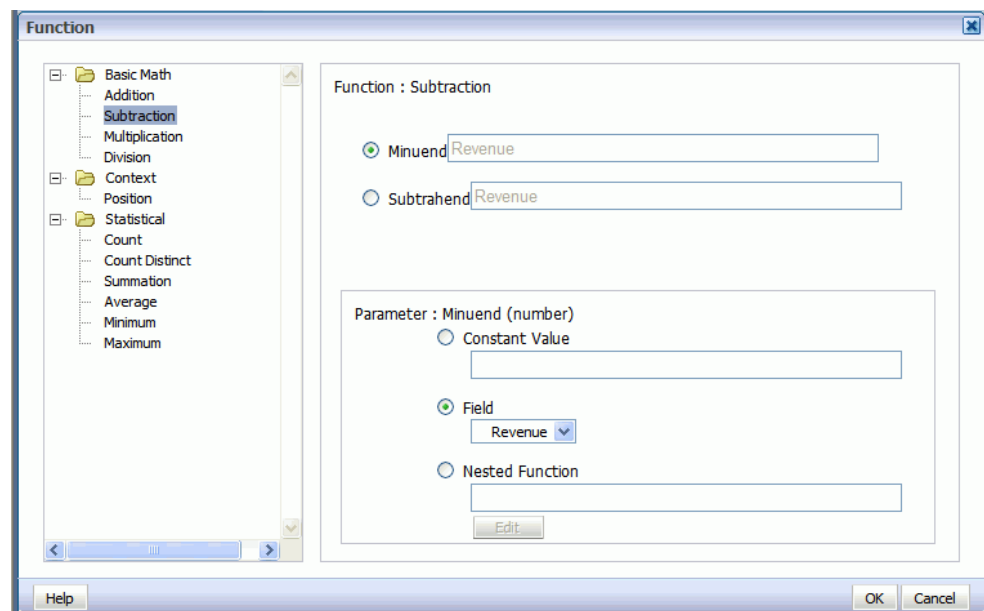 Function
Basic Math
Addition
Subtraction
Multiplication
Division
Context
Position
Statistical
Count
Count Distinct
Summation
Average
Minimum
Maximum
Function : Subtraction
Minuend Revenue
Subtrahend Revenue
Parameter : Minuend (number)
Constant Value
Field
Revenue
Nested Function
Edit
Help
OK
Cancel